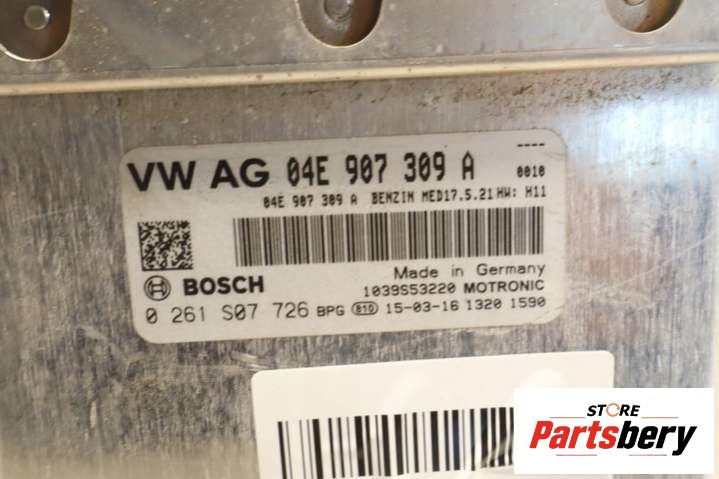 ----
VW AG 04E 907 309 A 0010
04E 907 309 A BENZIN MED17.5.21 HW: H11
Made in Germany
BOSCH 1039S53220 MOTRONIC
0 261 S07 726 BPG 810 15-03-16 1320 1590
STORE
Partsbery